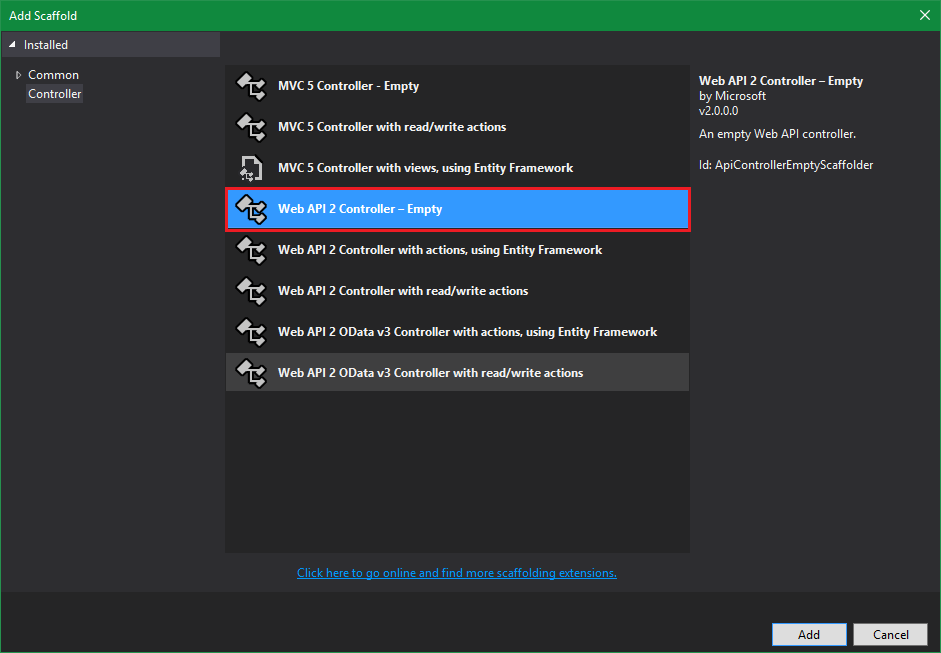 Add Scaffold
Installed
Common
Controller
MVC 5 Controller - Empty
MVC 5 Controller with read/write actions
MVC 5 Controller with views, using Entity Framework
Web API 2 Controller – Empty
Web API 2 Controller with actions, using Entity Framework
Web API 2 Controller with read/write actions
Web API 2 OData v3 Controller with actions, using Entity Framework
Web API 2 OData v3 Controller with read/write actions
Click here to go online and find more scaffolding extensions.
Web API 2 Controller – Empty
by Microsoft
v2.0.0.0
An empty Web API controller.
Id: ApiControllerEmptyScaffolder
Add
Cancel